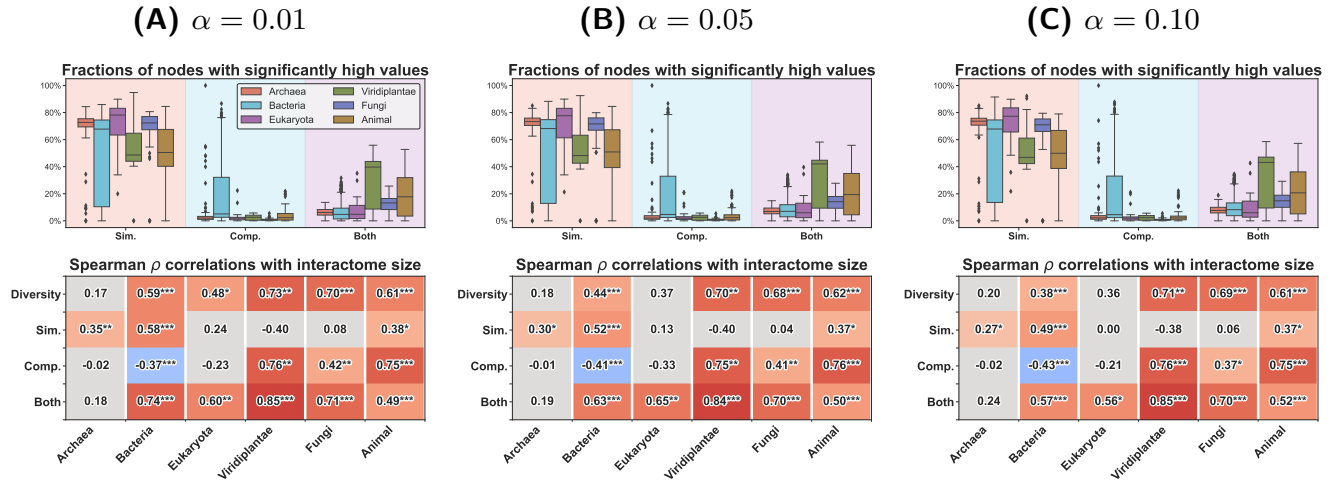 (A) α = 0.01
Fractions of nodes with significantly high values
100%
80%
60%
40%
20%
0%
Archaea
Bacteria
Eukaryota
Viridiplantae
Fungi
Animal
Sim. Comp. Both
Spearman ρ correlations with interactome size
Diversity 0.17 0.59*** 0.48* 0.73** 0.70*** 0.61***
Sim. 0.35** 0.58*** 0.24 -0.40 0.08 0.38*
Comp. -0.02 -0.37*** -0.23 0.76** 0.42** 0.75***
Both 0.18 0.74*** 0.60** 0.85*** 0.71*** 0.49***
Archaea Bacteria Eukaryota Viridiplantae Fungi Animal
(B) α = 0.05
Fractions of nodes with significantly high values
100%
80%
60%
40%
20%
0%
Sim. Comp. Both
Spearman ρ correlations with interactome size
Diversity 0.18 0.44*** 0.37 0.70** 0.68*** 0.62***
Sim. 0.30* 0.52*** 0.13 -0.40 0.04 0.37*
Comp. -0.01 -0.41*** -0.33 0.75** 0.41** 0.76***
Both 0.19 0.63*** 0.65** 0.84*** 0.70*** 0.50***
Archaea Bacteria Eukaryota Viridiplantae Fungi Animal
(C) α = 0.10
Fractions of nodes with significantly high values
100%
80%
60%
40%
20%
0%
Sim. Comp. Both
Spearman ρ correlations with interactome size
Diversity 0.20 0.38*** 0.36 0.71** 0.69*** 0.61***
Sim. 0.27* 0.49*** 0.00 -0.38 0.06 0.37*
Comp. -0.02 -0.43*** -0.21 0.76*** 0.37* 0.75***
Both 0.24 0.57*** 0.56* 0.85*** 0.70*** 0.52***
Archaea Bacteria Eukaryota Viridiplantae Fungi Animal